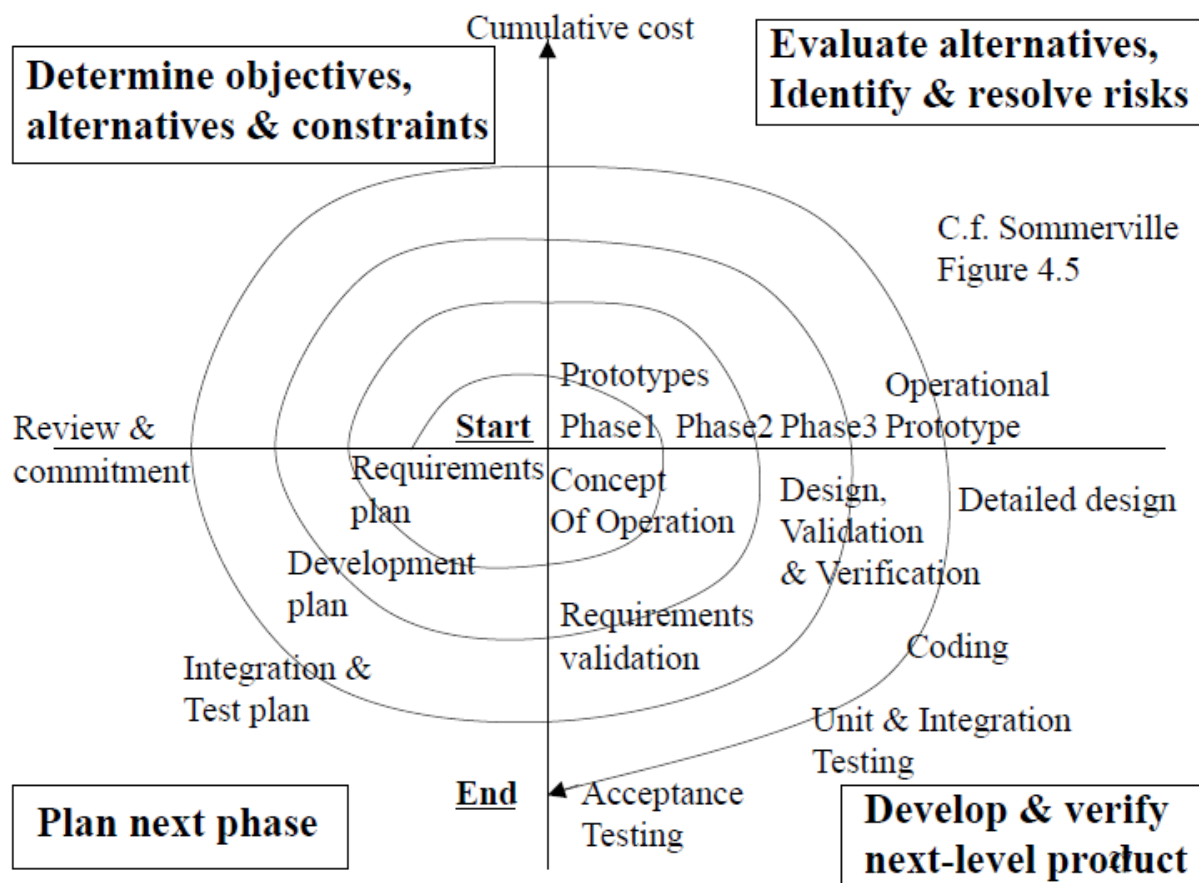 Cumulative cost
Determine objectives,
alternatives & constraints
Evaluate alternatives,
Identify & resolve risks
C.f. Sommerville
Figure 4.5
Prototypes
Operational
Prototype
Review &
commitment
Start
Phase1
Phase2
Phase3
Requirements
plan
Concept
Of Operation
Design,
Validation
& Verification
Detailed design
Development
plan
Requirements
validation
Coding
Integration &
Test plan
Unit & Integration
Testing
End
Acceptance
Testing
Plan next phase
Develop & verify
next-level product